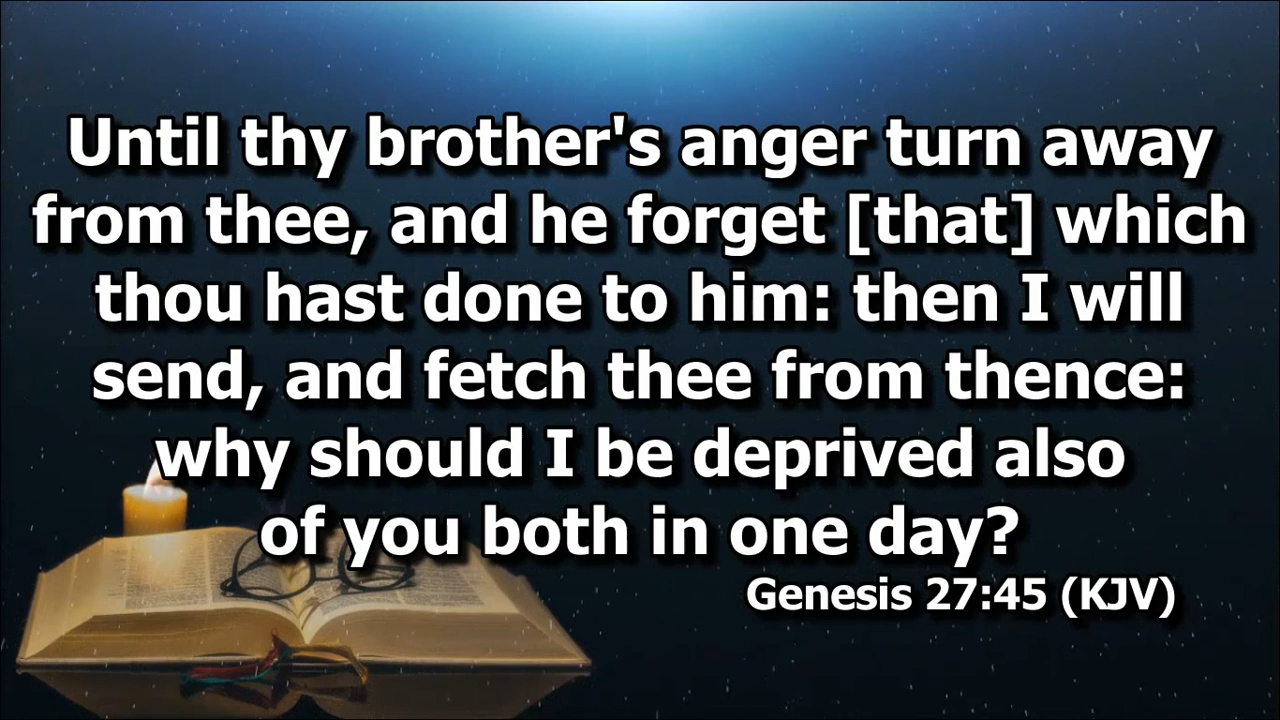 Until thy brother's anger turn away
from thee, and he forget [that] which
thou hast done to him: then I will
send, and fetch thee from thence:
why should I be deprived also
of you both in one day?
Genesis 27:45 (KJV)